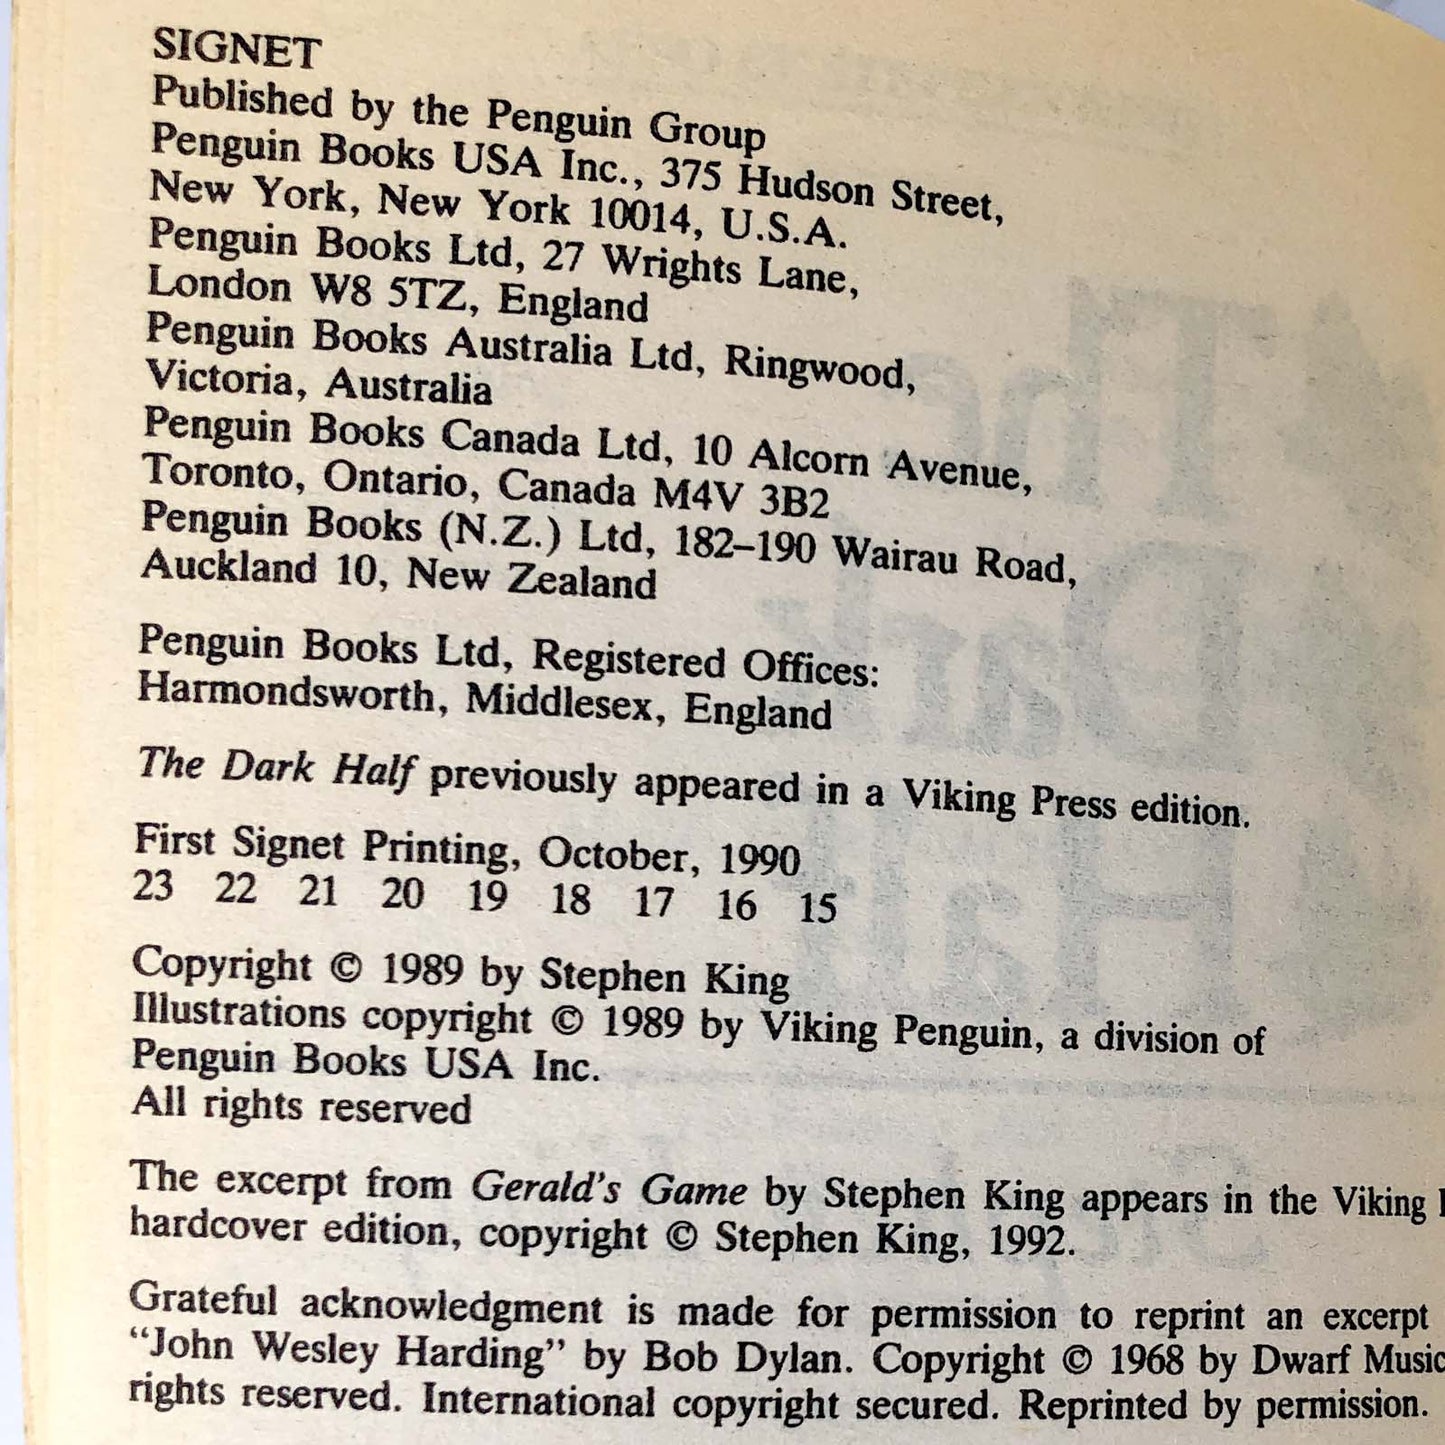 SIGNET
Published by the Penguin Group
Penguin Books USA Inc., 375 Hudson Street,
New York, New York 10014, U.S.A.
Penguin Books Ltd, 27 Wrights Lane,
London W8 5TZ, England
Penguin Books Australia Ltd, Ringwood,
Victoria, Australia
Penguin Books Canada Ltd, 10 Alcorn Avenue,
Toronto, Ontario, Canada M4V 3B2
Penguin Books (N.Z.) Ltd, 182–190 Wairau Road,
Auckland 10, New Zealand
Penguin Books Ltd, Registered Offices:
Harmondsworth, Middlesex, England
The Dark Half previously appeared in a Viking Press edition.
First Signet Printing, October, 1990
23 22 21 20 19 18 17 16 15
Copyright © 1989 by Stephen King
Illustrations copyright © 1989 by Viking Penguin, a division of
Penguin Books USA Inc.
All rights reserved
The excerpt from Gerald's Game by Stephen King appears in the Viking
hardcover edition, copyright © Stephen King, 1992.
Grateful acknowledgment is made for permission to reprint an excerpt
"John Wesley Harding" by Bob Dylan. Copyright © 1968 by Dwarf Music
rights reserved. International copyright secured. Reprinted by permission.